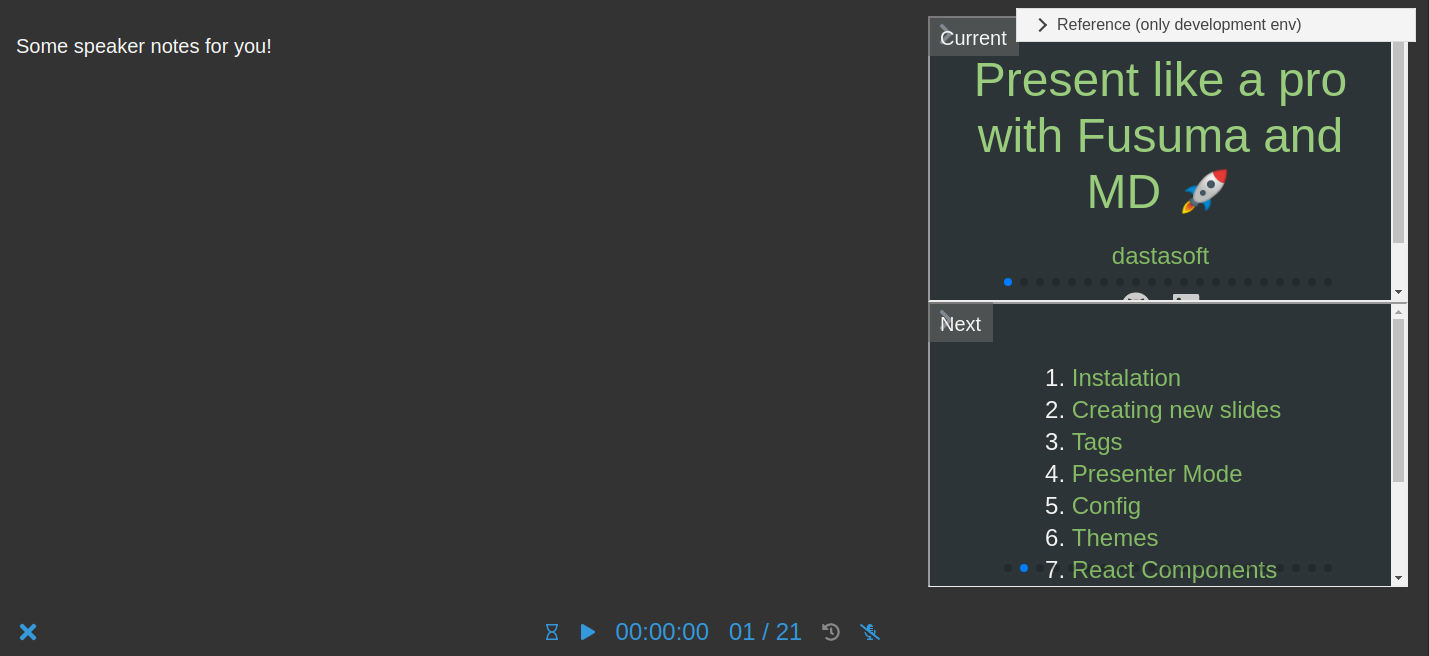 Some speaker notes for you!
Reference (only development env)
Current
Present like a pro
with Fusuma and
MD 🚀
dastasoft
Next
1. Instalation
2. Creating new slides
3. Tags
4. Presenter Mode
5. Config
6. Themes
7. React Components
00:00:00 01 / 21